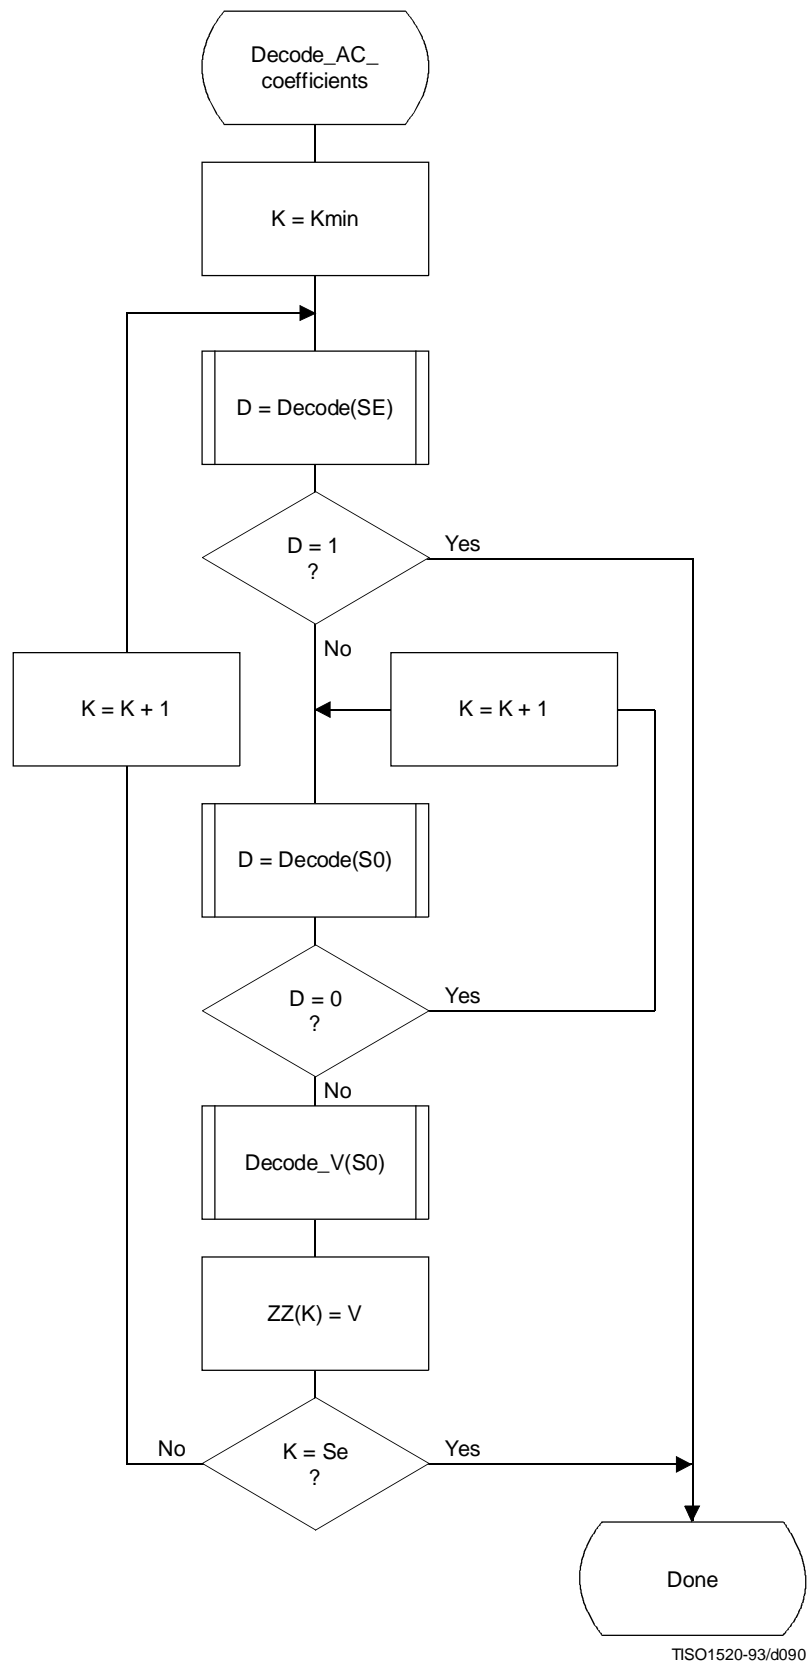 Decode_AC_
coefficients
K = Kmin
D = Decode(SE)
D = 1
?
Yes
No
K = K + 1
K = K + 1
D = Decode(S0)
D = 0
?
Yes
No
Decode_V(S0)
ZZ(K) = V
No
K = Se
?
Yes
Done
TISO1520-93/d090